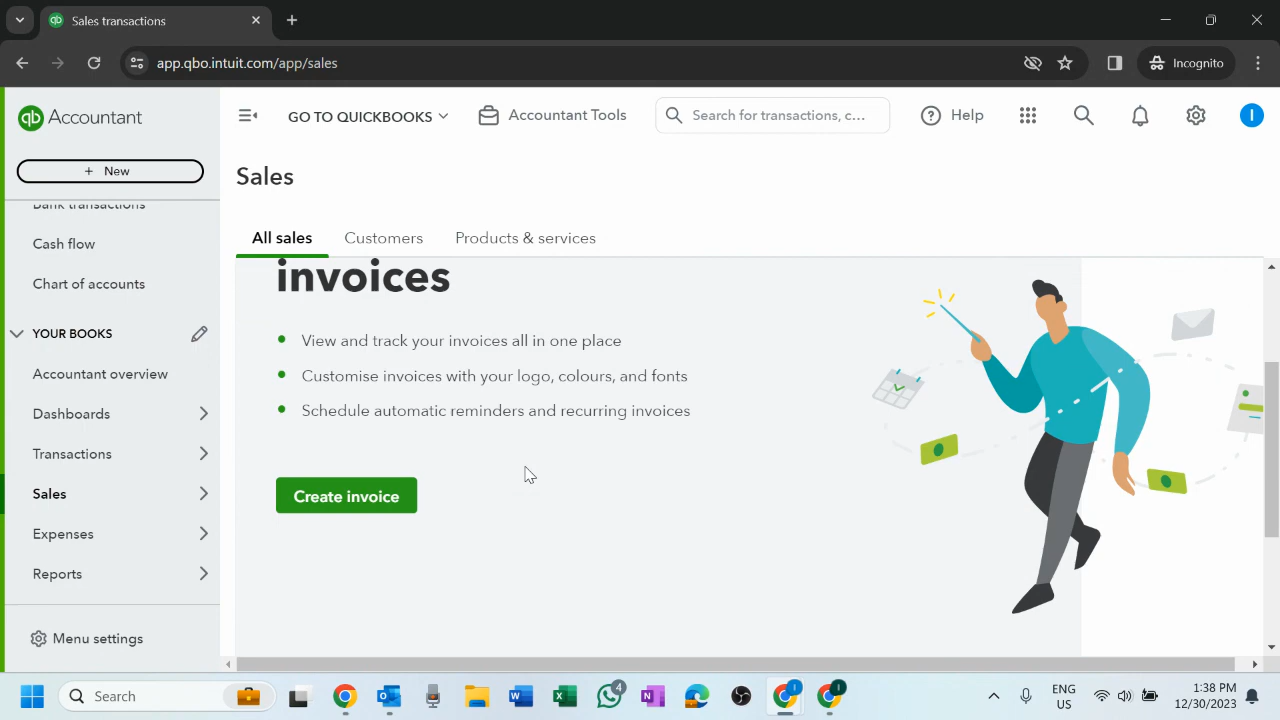 Sales transactions
app.qbo.intuit.com/app/sales
Incognito
qb Accountant
GO TO QUICKBOOKS
Accountant Tools
Search for transactions, c...
Help
I
+ New
Sales
Bank transactions
Cash flow
Chart of accounts
YOUR BOOKS
Accountant overview
Dashboards
Transactions
Sales
Expenses
Reports
Menu settings
All sales
Customers
Products & services
invoices
View and track your invoices all in one place
Customise invoices with your logo, colours, and fonts
Schedule automatic reminders and recurring invoices
Create invoice
Search
4
I
I
ENG
US
1:38 PM
12/30/2023